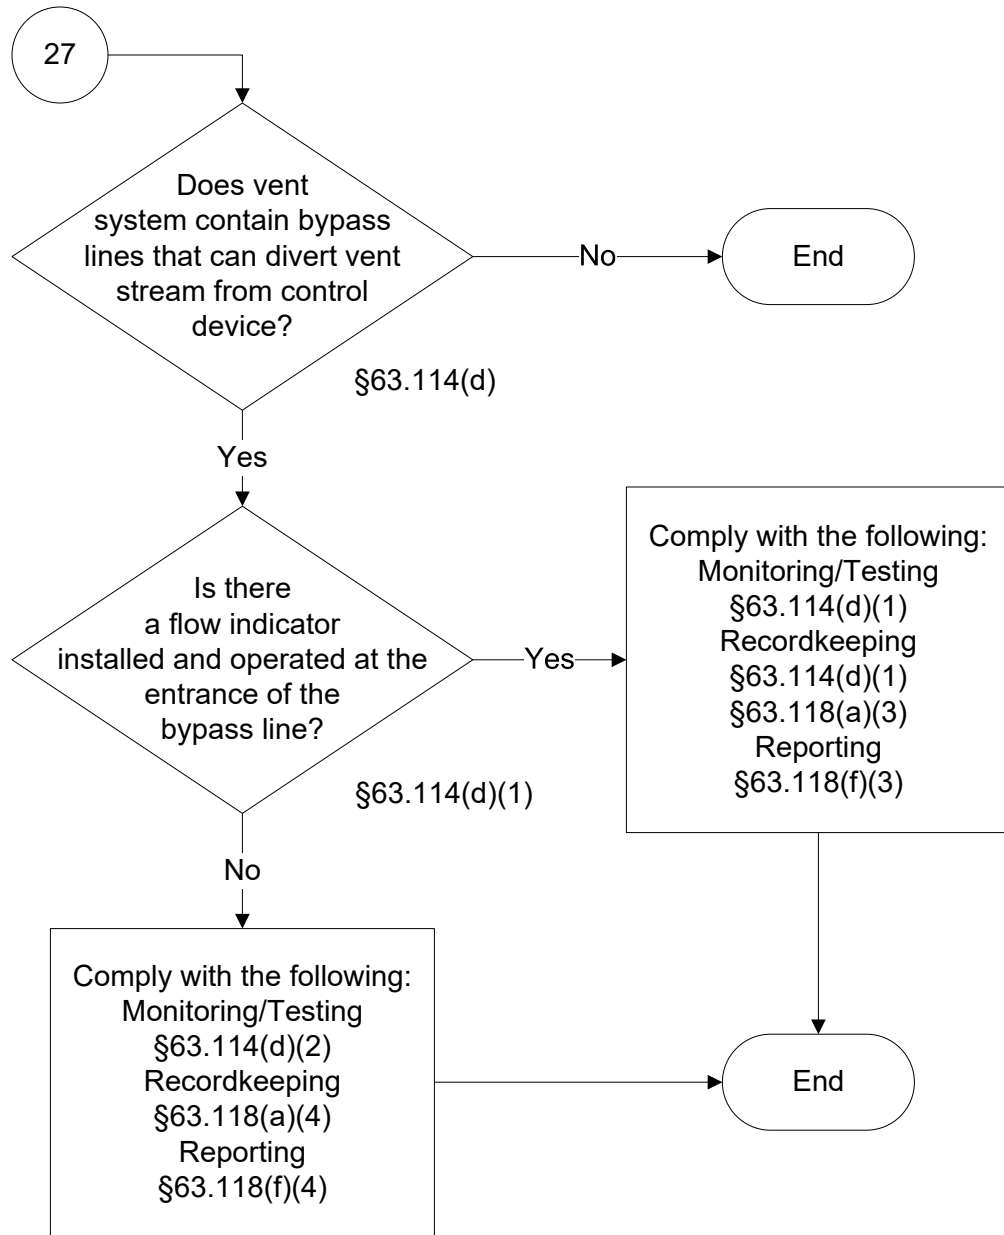 27
Does vent
system contain bypass
lines that can divert vent
stream from control
device?
No
End
§63.114(d)
Yes
Is there
a flow indicator
installed and operated at the
entrance of the
bypass line?
Yes
§63.114(d)(1)
Comply with the following:
Monitoring/Testing
§63.114(d)(1)
Recordkeeping
§63.114(d)(1)
§63.118(a)(3)
Reporting
§63.118(f)(3)
No
Comply with the following:
Monitoring/Testing
§63.114(d)(2)
Recordkeeping
§63.118(a)(4)
Reporting
§63.118(f)(4)
End